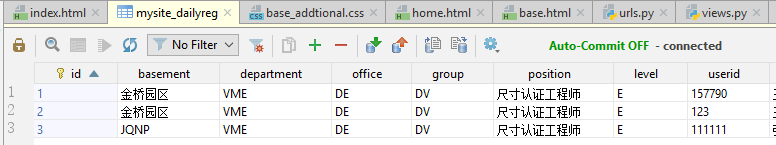 index.html mysite_dailyreg base_addtional.css home.html base.html urls.py views.py
No Filter Auto-Commit OFF - connected
id basement department office group position level userid
1 1 金桥园区 VME DE DV 尺寸认证工程师 E 157790
2 2 金桥园区 VME DE DV 尺寸认证工程师 E 123
3 3 JQNP VME DE DV 尺寸认证工程师 E 111111